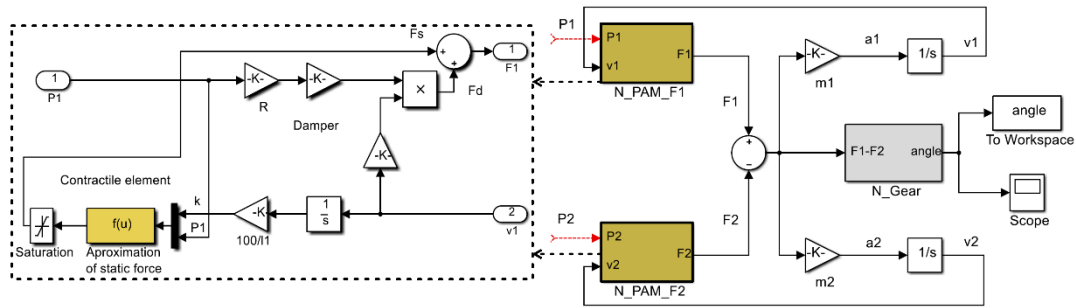 Fs
+
+
1
F1
1
P1
-K-
R
-K-
Damper
×
Fd
-K-
Contractile element
k
P1
f(u)
Saturation
Aproximation
of static force
-K
100/l1
1
s
2
v1
P1
P1
v1
F1
N_PAM_F1
F1
+
−
F2
P2
P2
v2
F2
N_PAM_F2
-K-
m1
a1
1/s
v1
F1-F2
angle
N_Gear
angle
To Workspace
Scope
-K-
m2
a2
1/s
v2